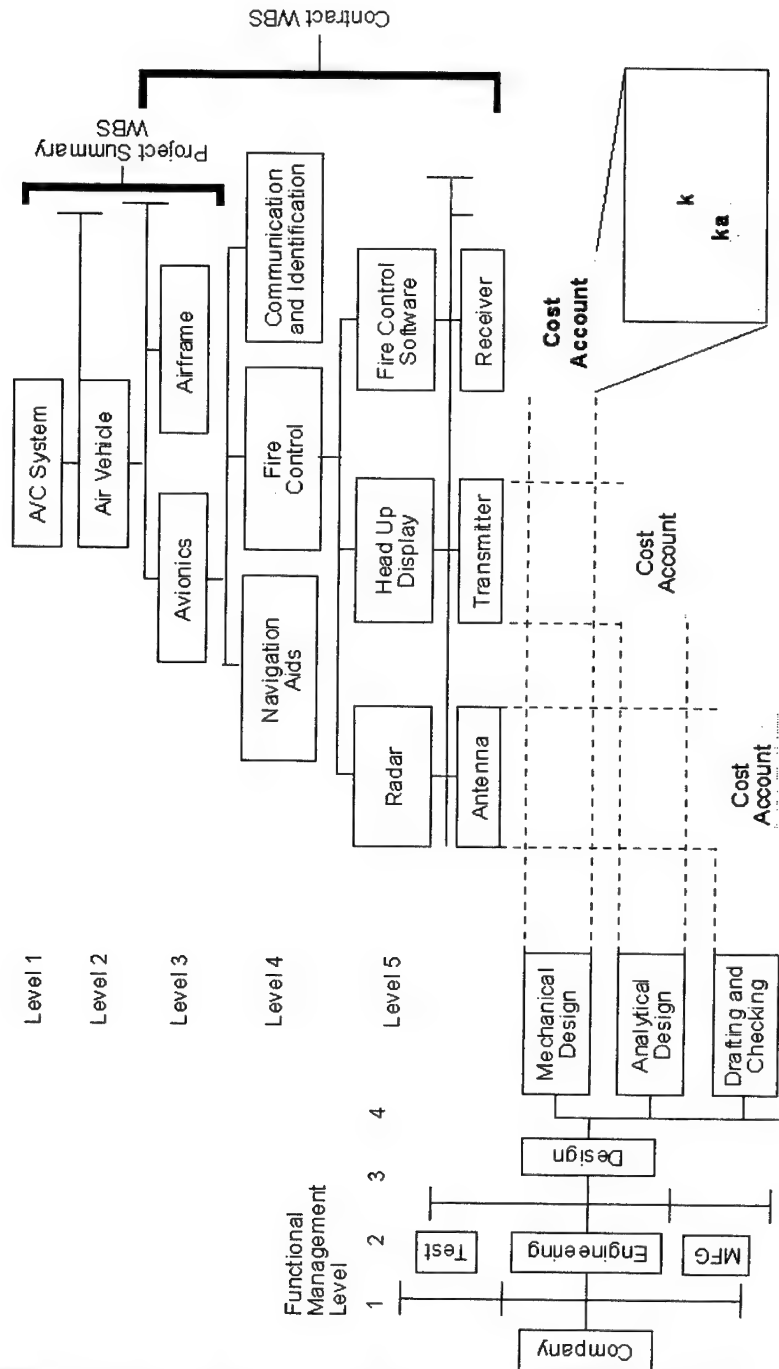 Contract WBS
Project Summary
WBS
Level 1
A/C System
Level 2
Air Vehicle
Level 3
Avionics
Airframe
Level 4
Navigation
Aids
Fire
Control
Communication
and Identification
Level 5
Radar
Head Up
Display
Fire Control
Software
Antenna
Transmitter
Receiver
Functional
Management
Level
1
2
3
4
Company
Test
Engineering
MFG
Design
Mechanical
Design
Analytical
Design
Drafting and
Checking
Cost
Account
Cost
Account
Cost
Account
k
ka